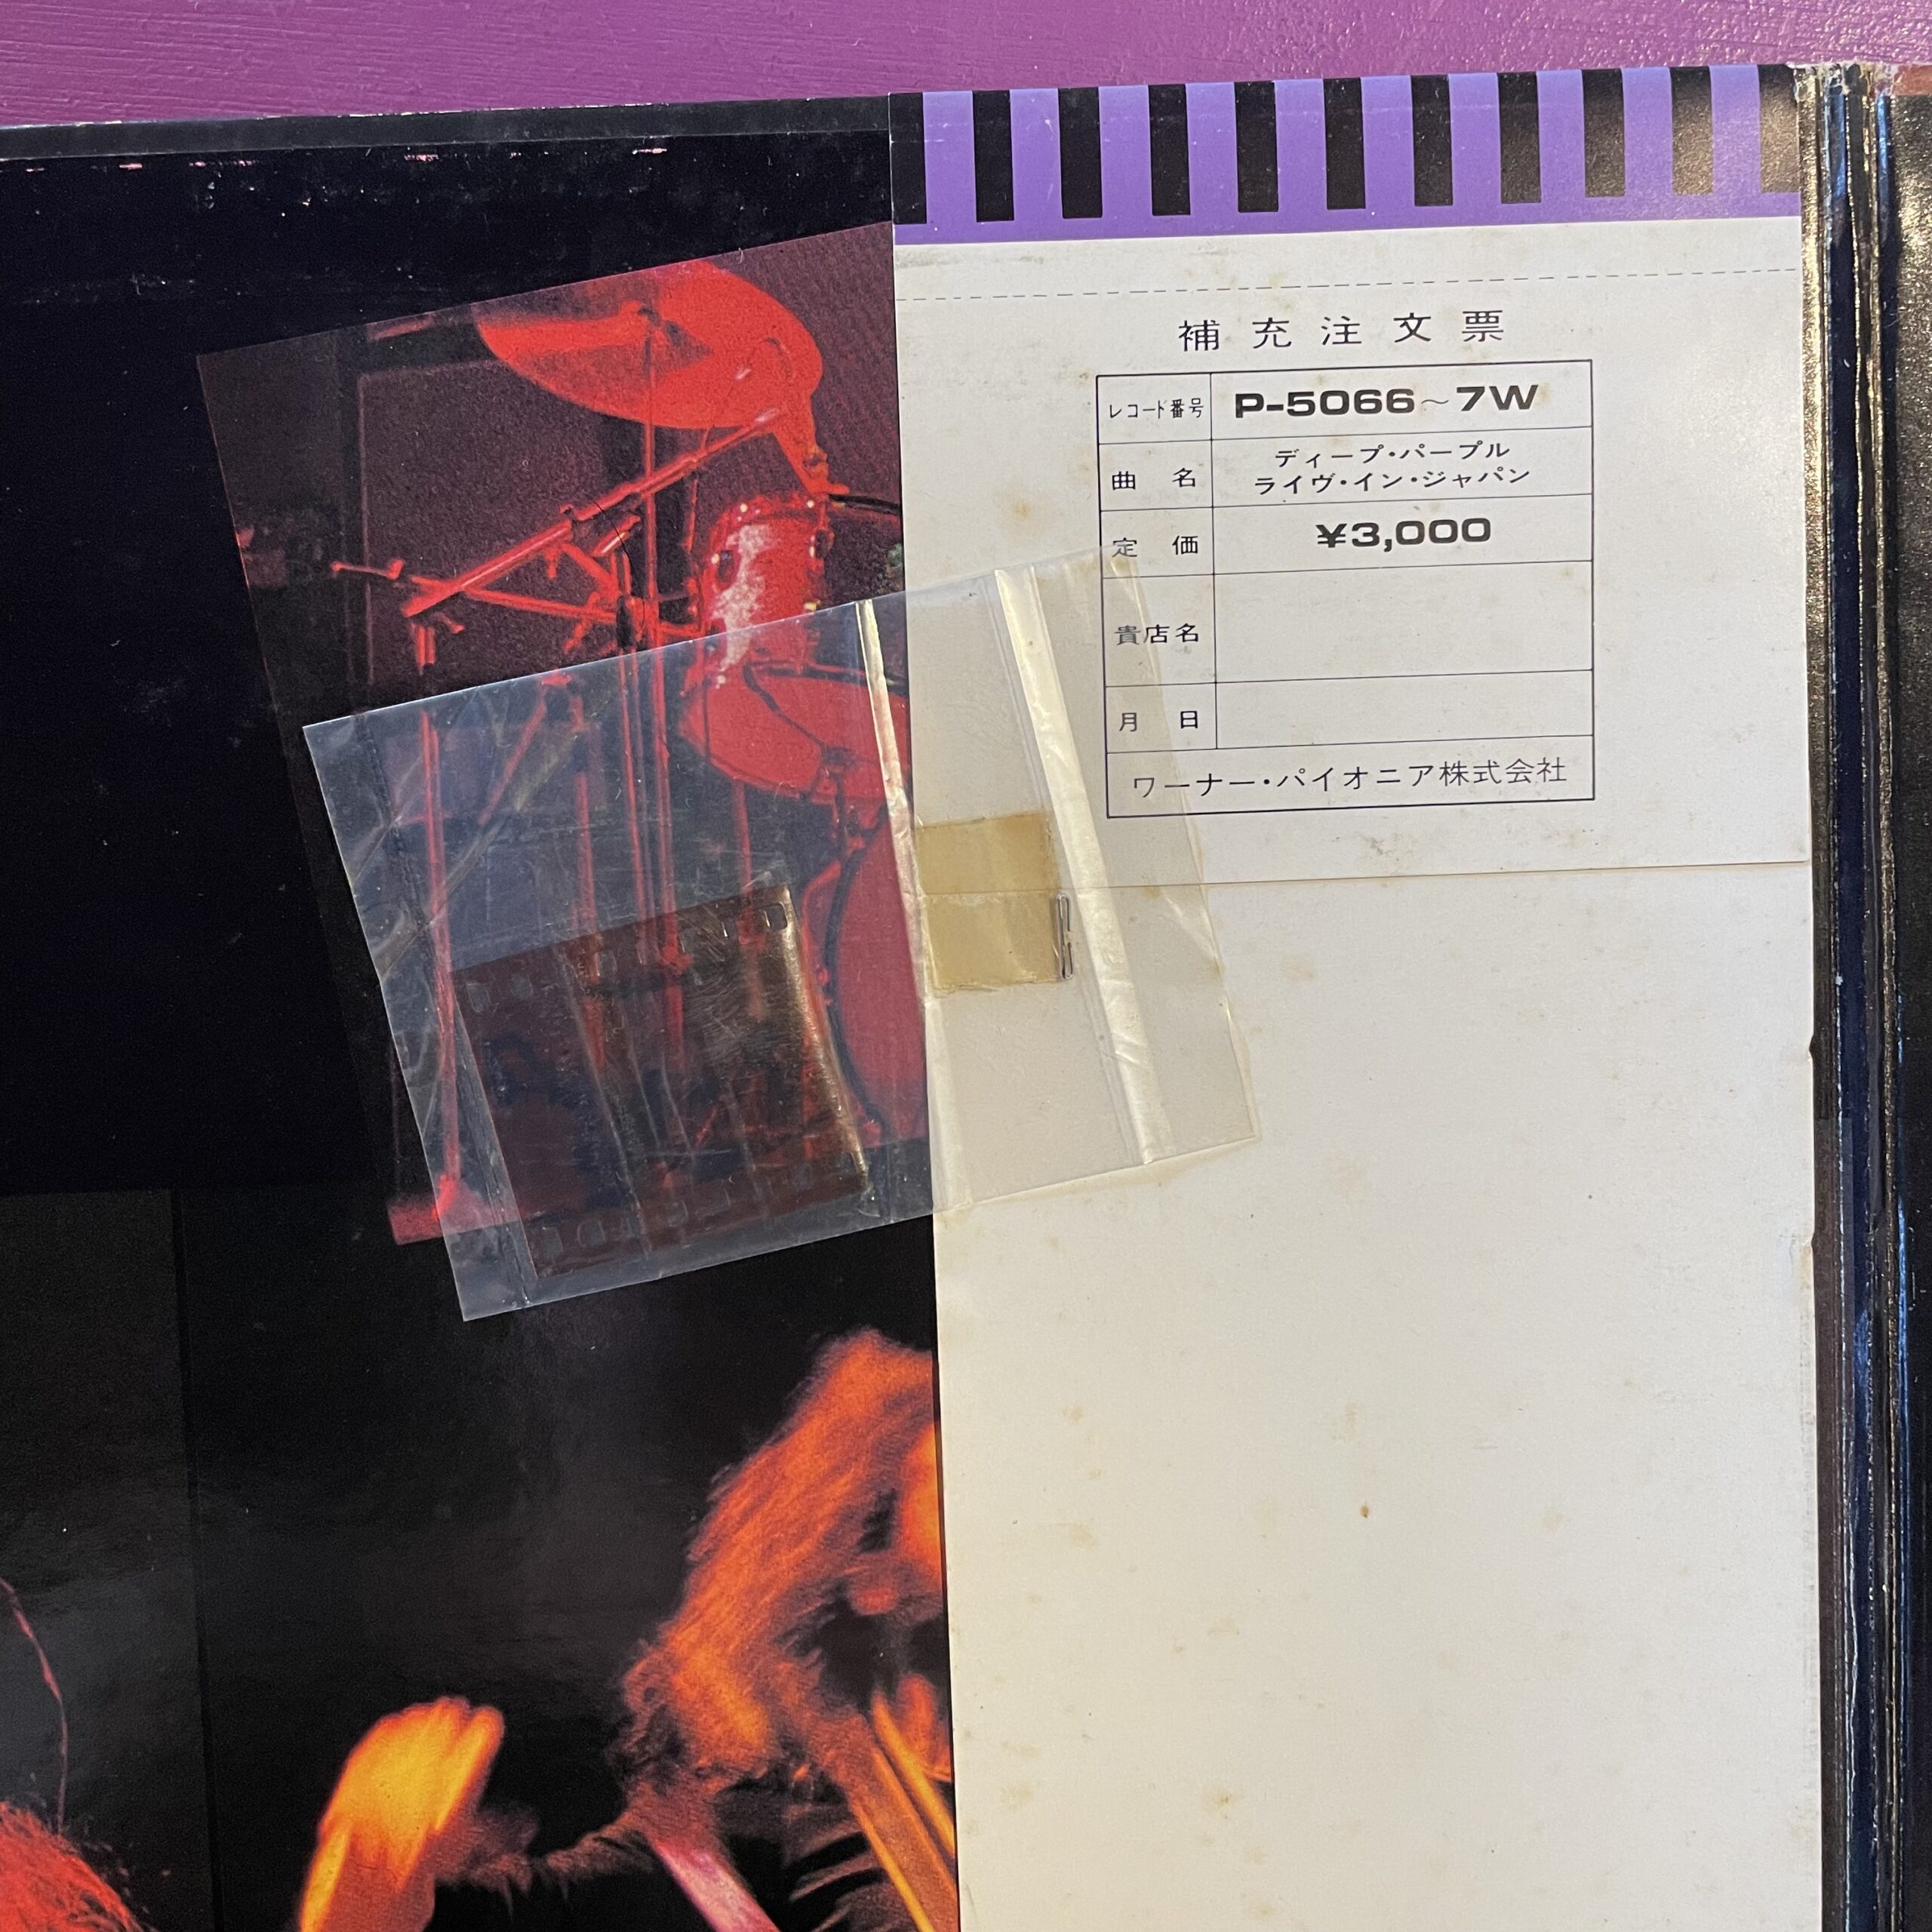 補充注文票
レコード番号 P-5066～7W
曲名 ディープ・パープル
ライヴ・イン・ジャパン
定価 ¥3,000
貴店名
月日
ワーナー・パイオニア株式会社